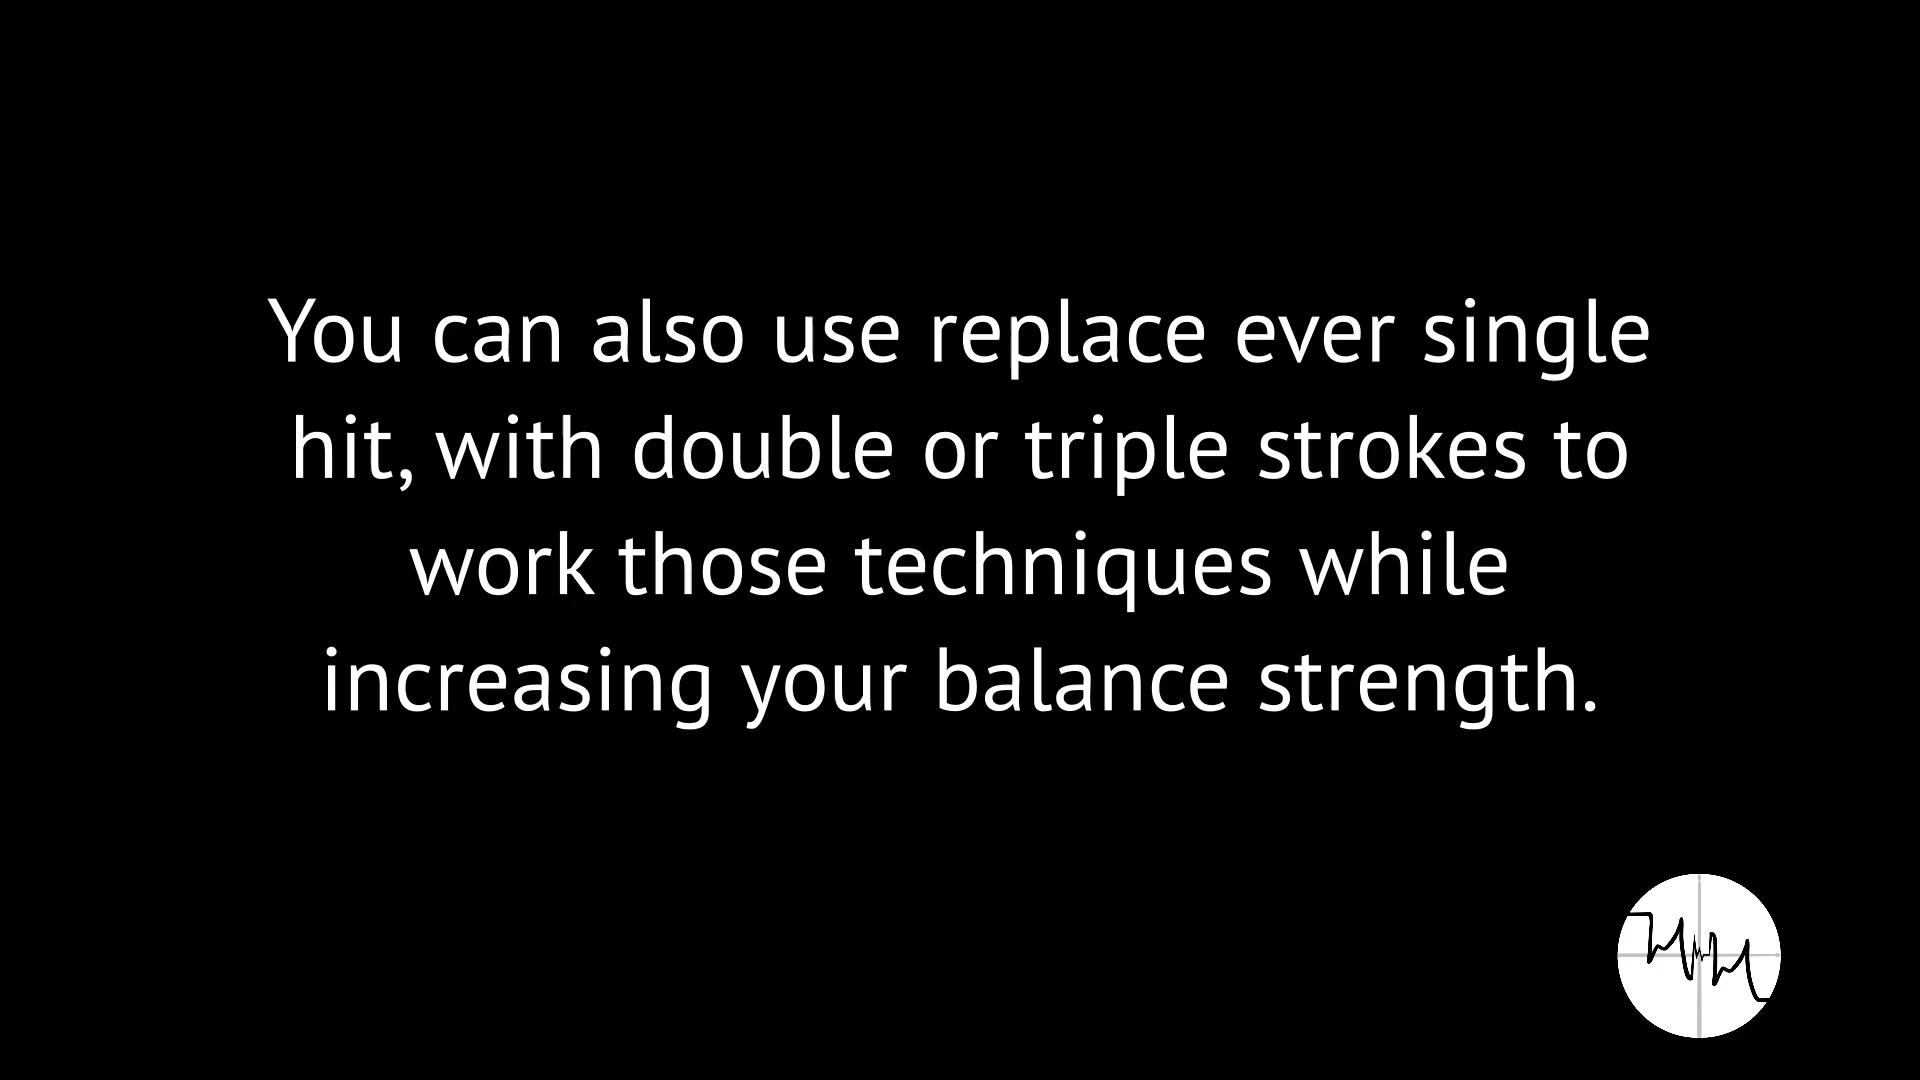 You can also use replace ever single
hit, with double or triple strokes to
work those techniques while
increasing your balance strength.